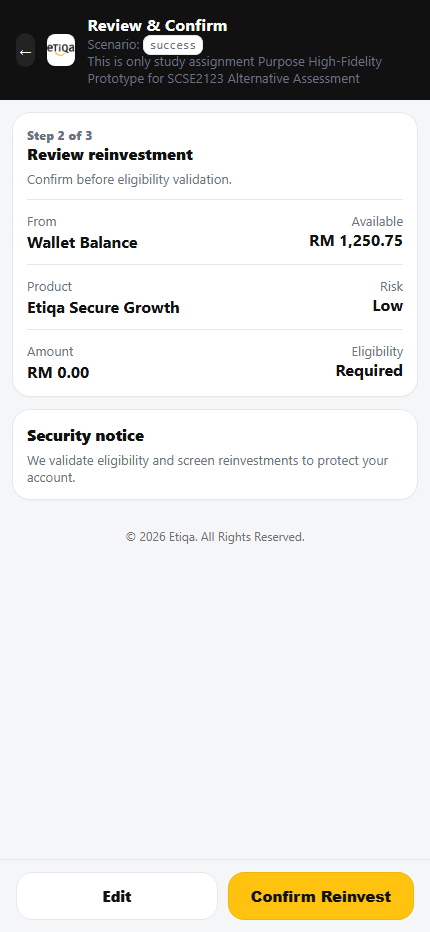 ←
eTiQa
Review & Confirm
Scenario: success
This is only study assignment Purpose High-Fidelity
Prototype for SCSE2123 Alternative Assessment
Step 2 of 3
Review reinvestment
Confirm before eligibility validation.
From Available
Wallet Balance RM 1,250.75
Product Risk
Etiqa Secure Growth Low
Amount Eligibility
RM 0.00 Required
Security notice
We validate eligibility and screen reinvestments to protect your
account.
© 2026 Etiqa. All Rights Reserved.
Edit Confirm Reinvest